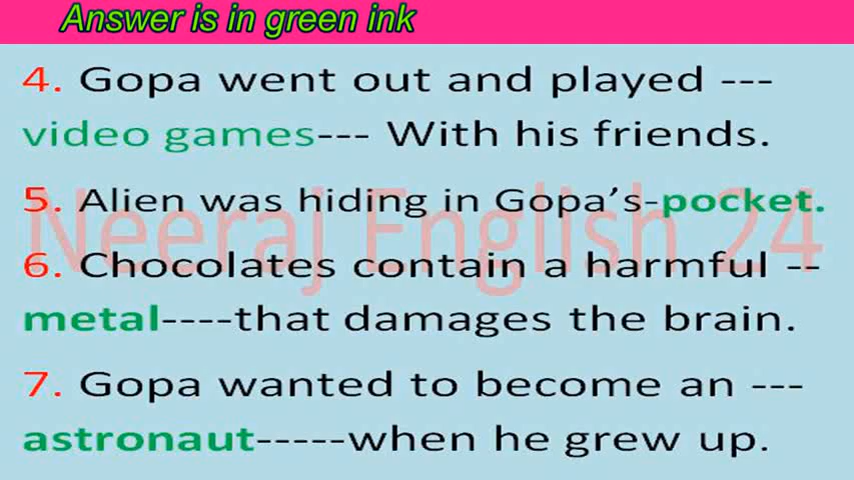 Answer is in green ink
4. Gopa went out and played ---
video games--- With his friends.
5. Alien was hiding in Gopa’s-pocket.
Neeraj English 24
6. Chocolates contain a harmful --
metal----that damages the brain.
7. Gopa wanted to become an ---
astronaut-----when he grew up.